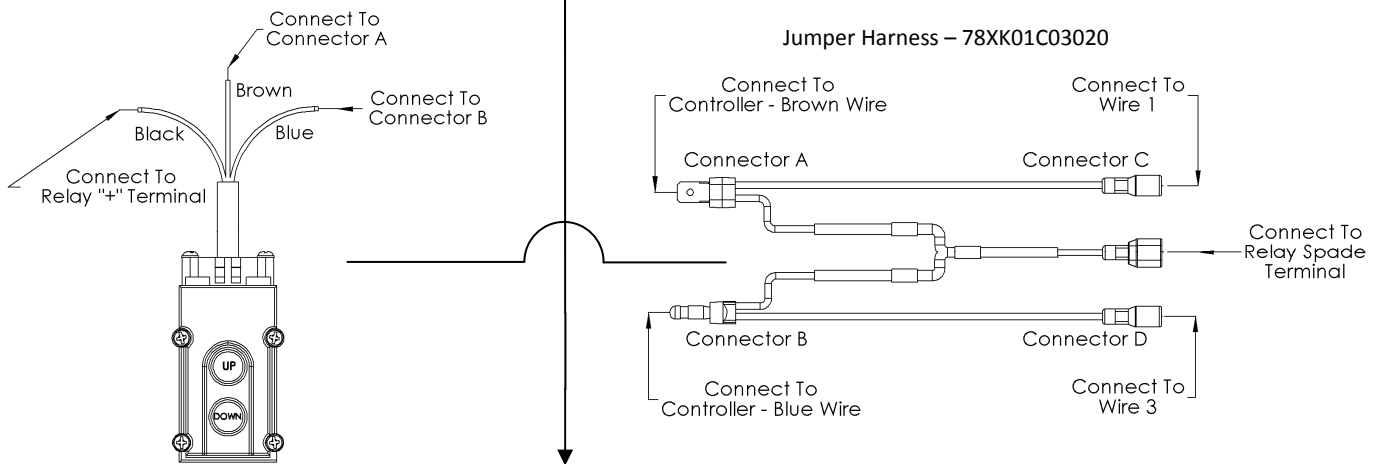 Connect To
Connector A
Brown
Connect To
Connector B
Black
Blue
Connect To
Relay "+" Terminal
UP
DOWN
Jumper Harness – 78XK01C03020
Connect To
Controller - Brown Wire
Connect To
Wire 1
Connector A
Connector C
Connect To
Relay Spade
Terminal
Connector B
Connector D
Connect To
Controller - Blue Wire
Connect To
Wire 3